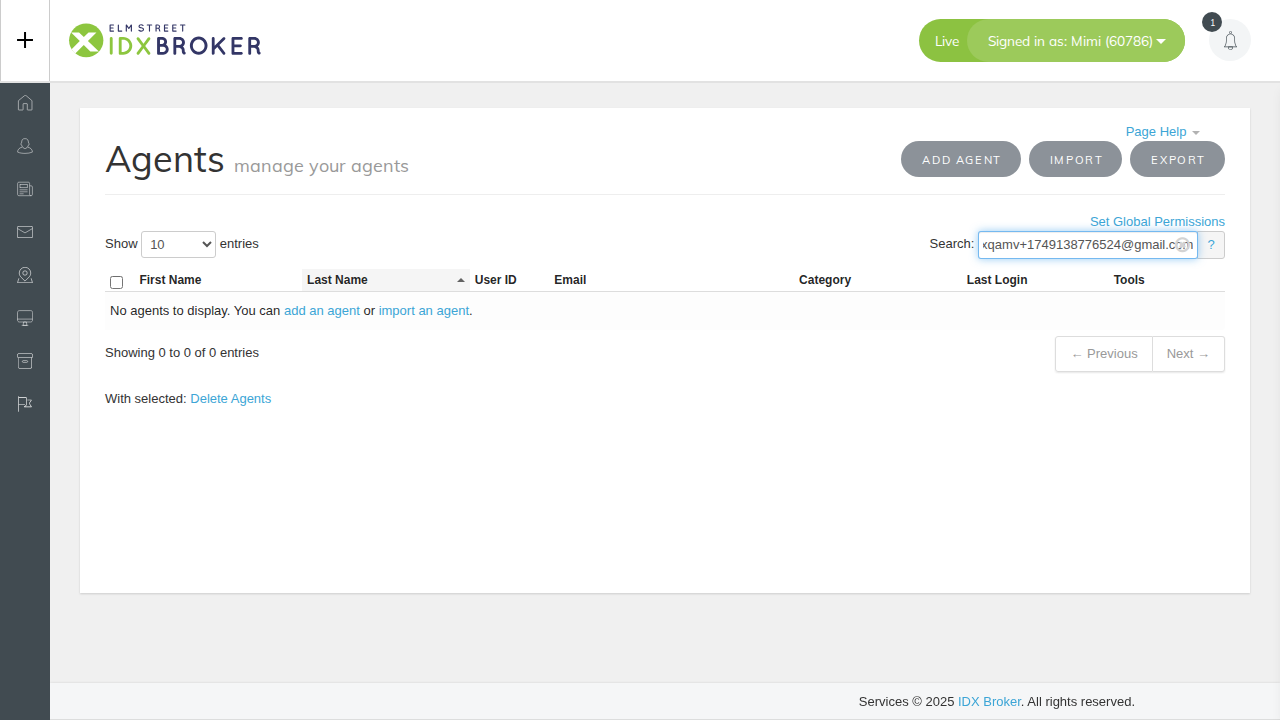 ELM STREET
IDXBROKER
Live
Signed in as: Mimi (60786)
1
Page Help
Agents manage your agents
ADD AGENT
IMPORT
EXPORT
Set Global Permissions
Show 10 entries
Search: xqamv+1749138776524@gmail.com ?
First Name Last Name User ID Email Category Last Login Tools
No agents to display. You can add an agent or import an agent.
Showing 0 to 0 of 0 entries
← Previous Next →
With selected: Delete Agents
Services © 2025 IDX Broker. All rights reserved.